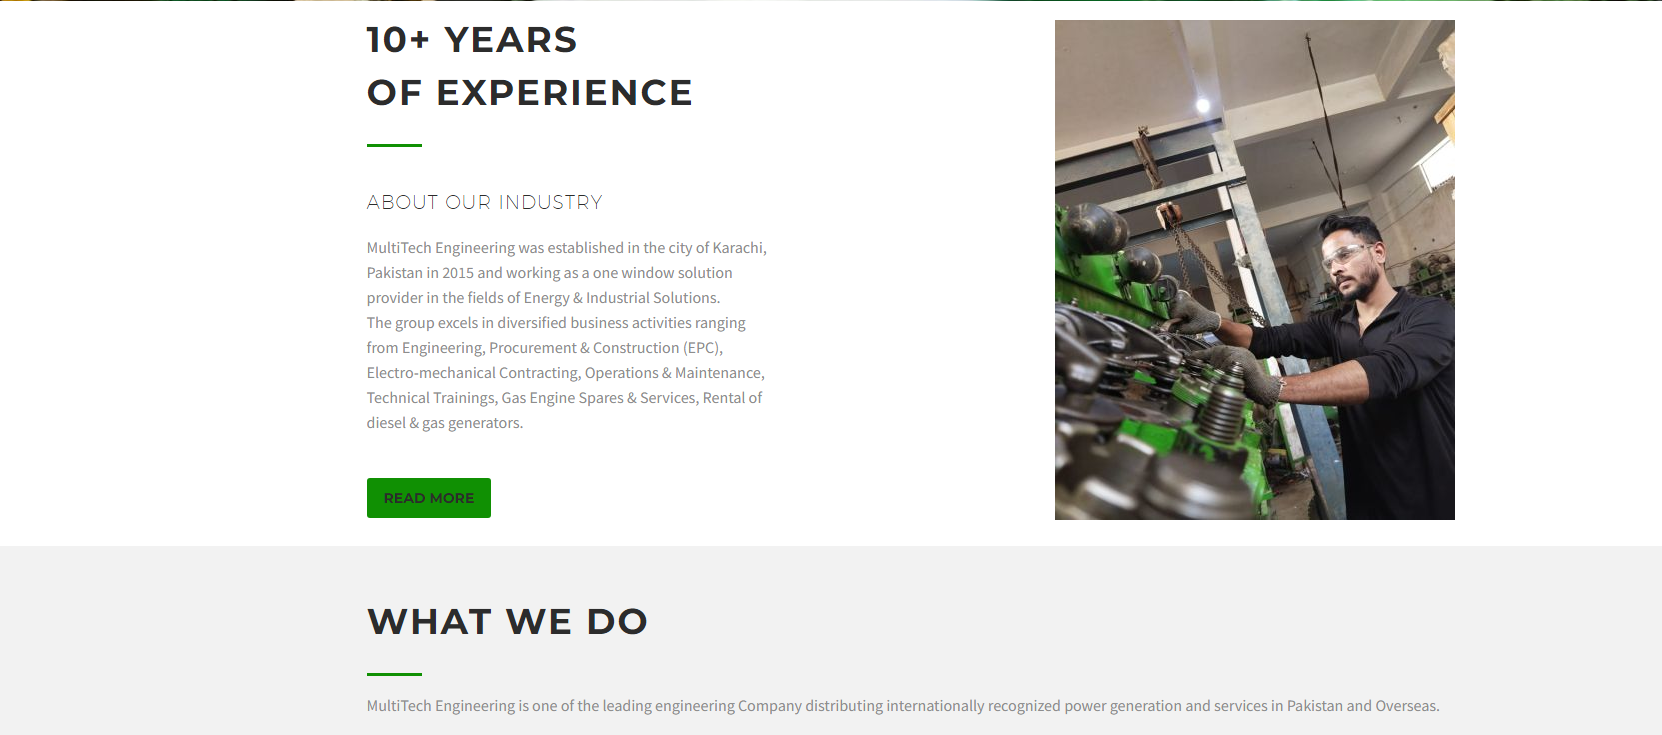 10+ YEARS
OF EXPERIENCE
ABOUT OUR INDUSTRY
MultiTech Engineering was established in the city of Karachi,
Pakistan in 2015 and working as a one window solution
provider in the fields of Energy & Industrial Solutions.
The group excels in diversified business activities ranging
from Engineering, Procurement & Construction (EPC),
Electro-mechanical Contracting, Operations & Maintenance,
Technical Trainings, Gas Engine Spares & Services, Rental of
diesel & gas generators.
READ MORE
WHAT WE DO
MultiTech Engineering is one of the leading engineering Company distributing internationally recognized power generation and services in Pakistan and Overseas.